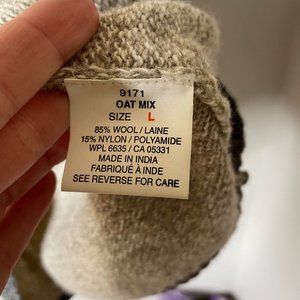 9171
OAT MIX
SIZE L
85% WOOL / LAINE
15% NYLON / POLYAMIDE
WPL 6635 / CA 05331
MADE IN INDIA
FABRIQUÉ À INDE
SEE REVERSE FOR CARE